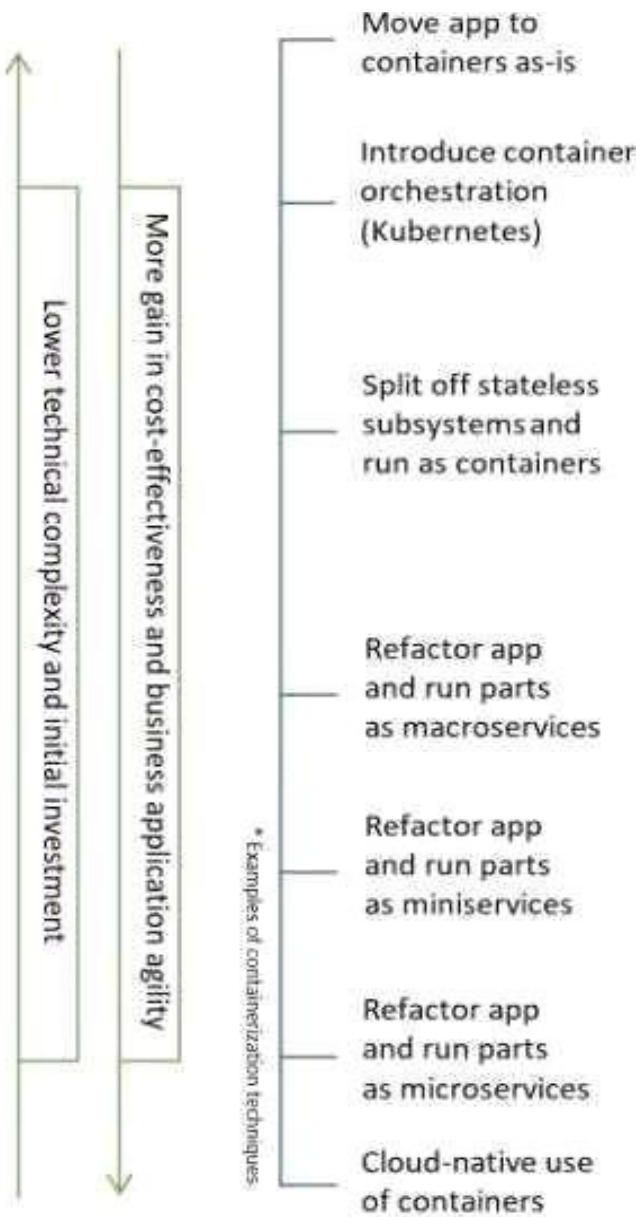 Move app to
containers as-is
Introduce container
orchestration
(Kubernetes)
Split off stateless
subsystems and
run as containers
Refactor app
and run parts
as macroservices
Refactor app
and run parts
as miniservices
Refactor app
and run parts
as microservices
Cloud-native use
of containers
More gain in cost-effectiveness and business application agility
Lower technical complexity and initial investment
* Examples of containerization techniques